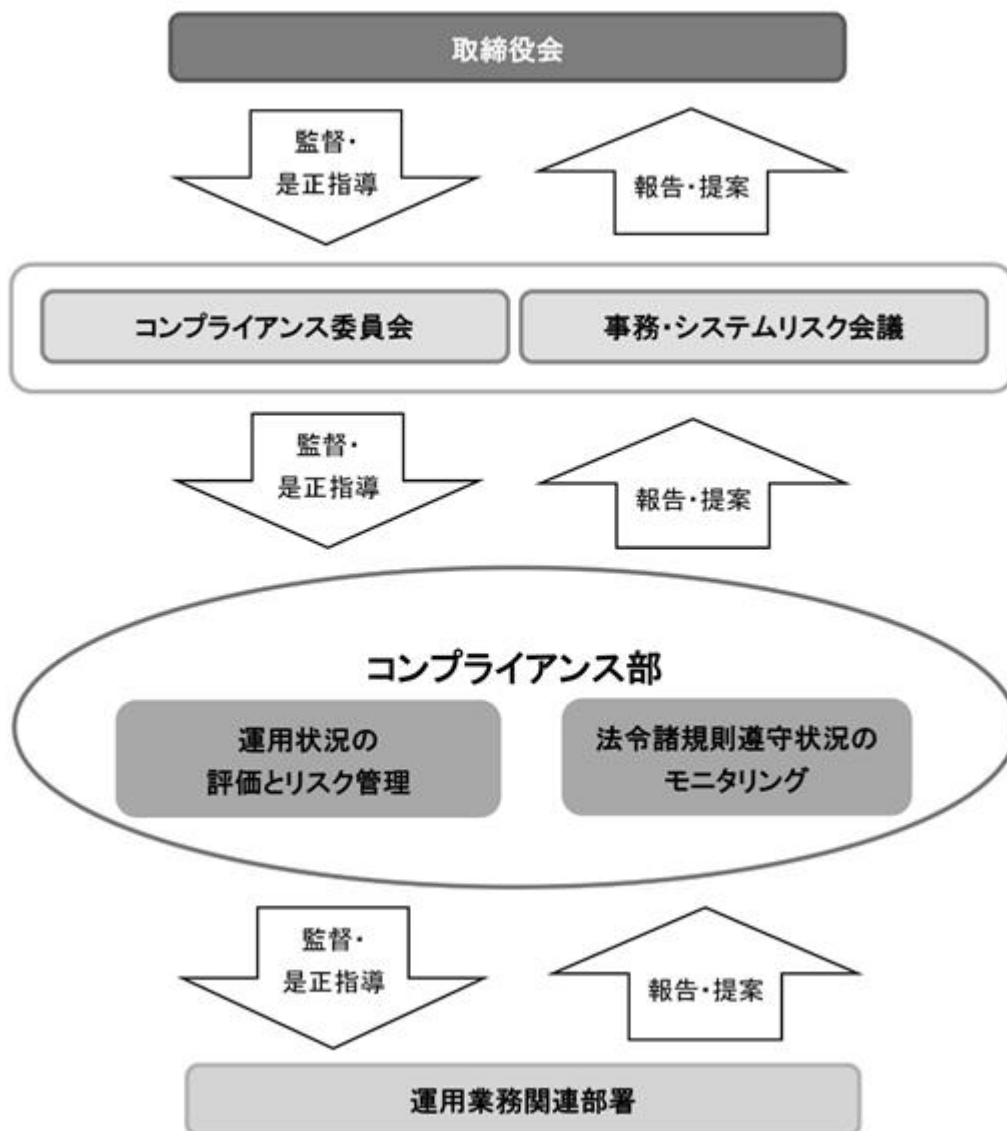 取締役会
監督・
是正指導
報告・提案
コンプライアンス委員会
事務・システムリスク会議
監督・
是正指導
報告・提案
コンプライアンス部
運用状況の
評価とリスク管理
法令諸規則遵守状況の
モニタリング
監督・
是正指導
報告・提案
運用業務関連部署